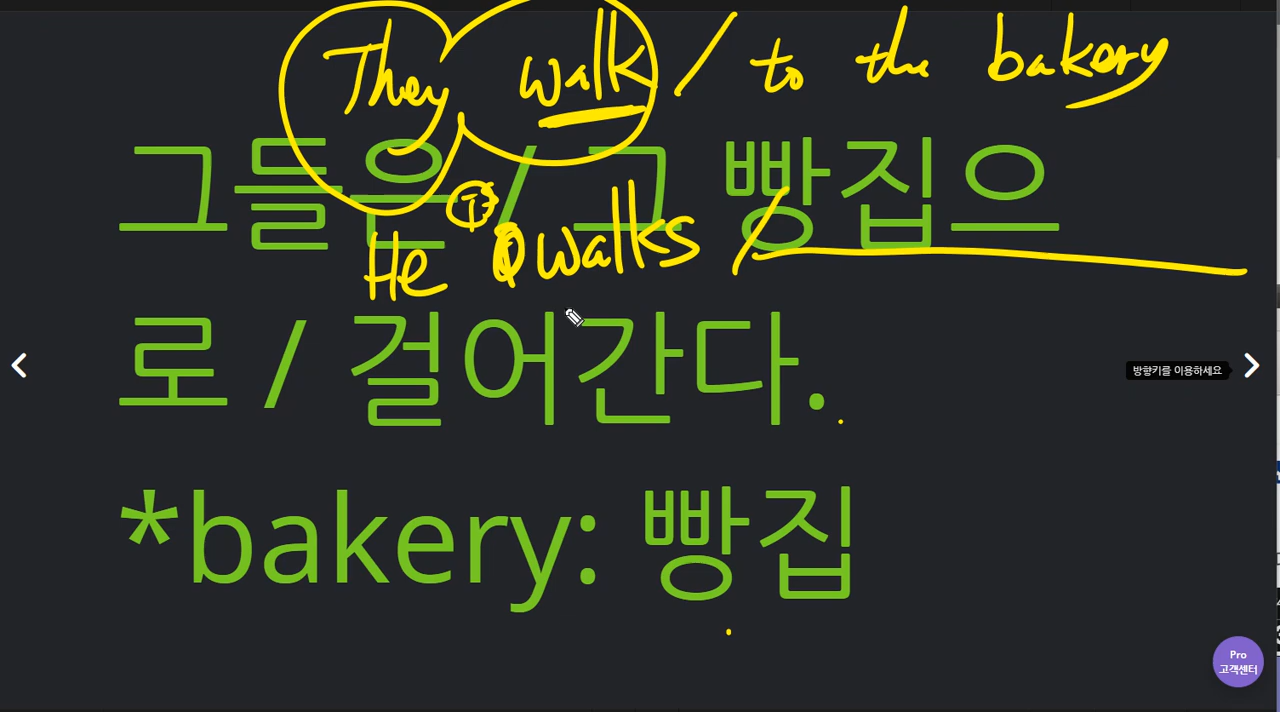 They walk / to the bakery
그들은 / 그 빵집으
He ① walks /
로 / 걸어간다.
방향키를 이용하세요
*bakery: 빵집
Pro
고객센터